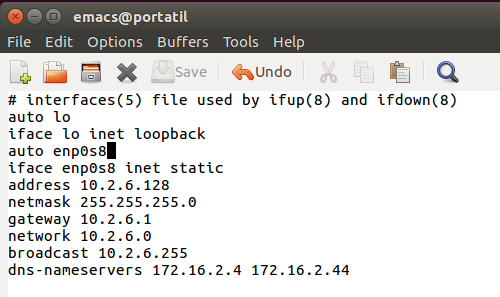 emacs@portatil
File Edit Options Buffers Tools Help
Save Undo
# interfaces(5) file used by ifup(8) and ifdown(8)
auto lo
iface lo inet loopback
auto enp0s8
iface enp0s8 inet static
address 10.2.6.128
netmask 255.255.255.0
gateway 10.2.6.1
network 10.2.6.0
broadcast 10.2.6.255
dns-nameservers 172.16.2.4 172.16.2.44